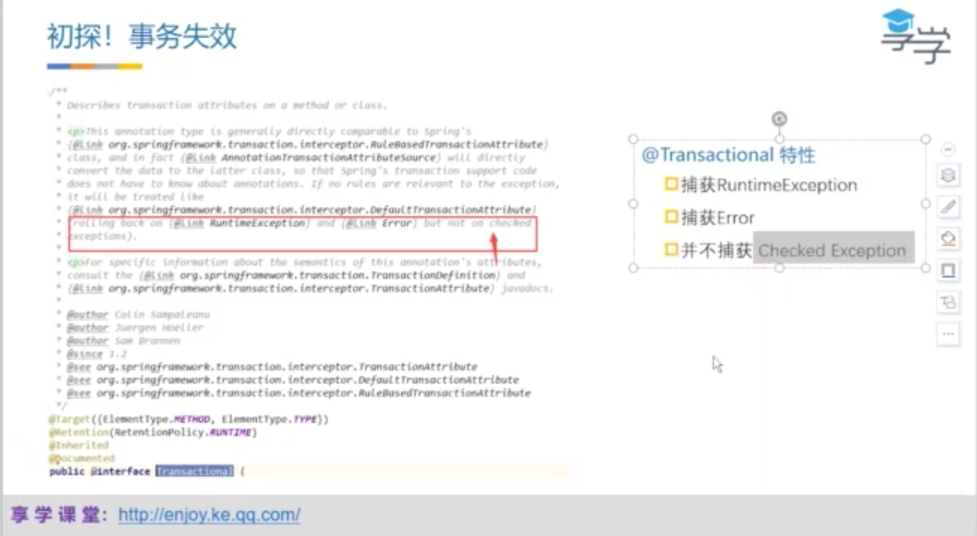 初探！事务失效
享学
/**
* Describes transaction attributes on a method or class.
*
* <p>This annotation type is generally directly comparable to Spring's
* {@link org.springframework.transaction.interceptor.RuleBasedTransactionAttribute}
* class, and in fact {@link AnnotationTransactionAttributeSource} will directly
* convert the data to the latter class, so that Spring's transaction support code
* does not have to know about annotations. If no rules are relevant to the exception,
* it will be treated like
* {@link org.springframework.transaction.interceptor.DefaultTransactionAttribute}
* (rolling back on {@link RuntimeException} and {@link Error} but not on checked
* exceptions).
*
* <p>For specific information about the semantics of this annotation's attributes,
* consult the {@link org.springframework.transaction.TransactionDefinition} and
* {@link org.springframework.transaction.interceptor.TransactionAttribute} javadocs.
*
* @author Colin Sampaleanu
* @author Juergen Hoeller
* @author Sam Brannen
* @since 1.2
* @see org.springframework.transaction.interceptor.TransactionAttribute
* @see org.springframework.transaction.interceptor.DefaultTransactionAttribute
* @see org.springframework.transaction.interceptor.RuleBasedTransactionAttribute
*/
@Target({ElementType.METHOD, ElementType.TYPE})
@Retention(RetentionPolicy.RUNTIME)
@Inherited
@Documented
public @interface Transactional {
@Transactional 特性
捕获RuntimeException
捕获Error
并不捕获 Checked Exception
享学课堂：http://enjoy.ke.qq.com/